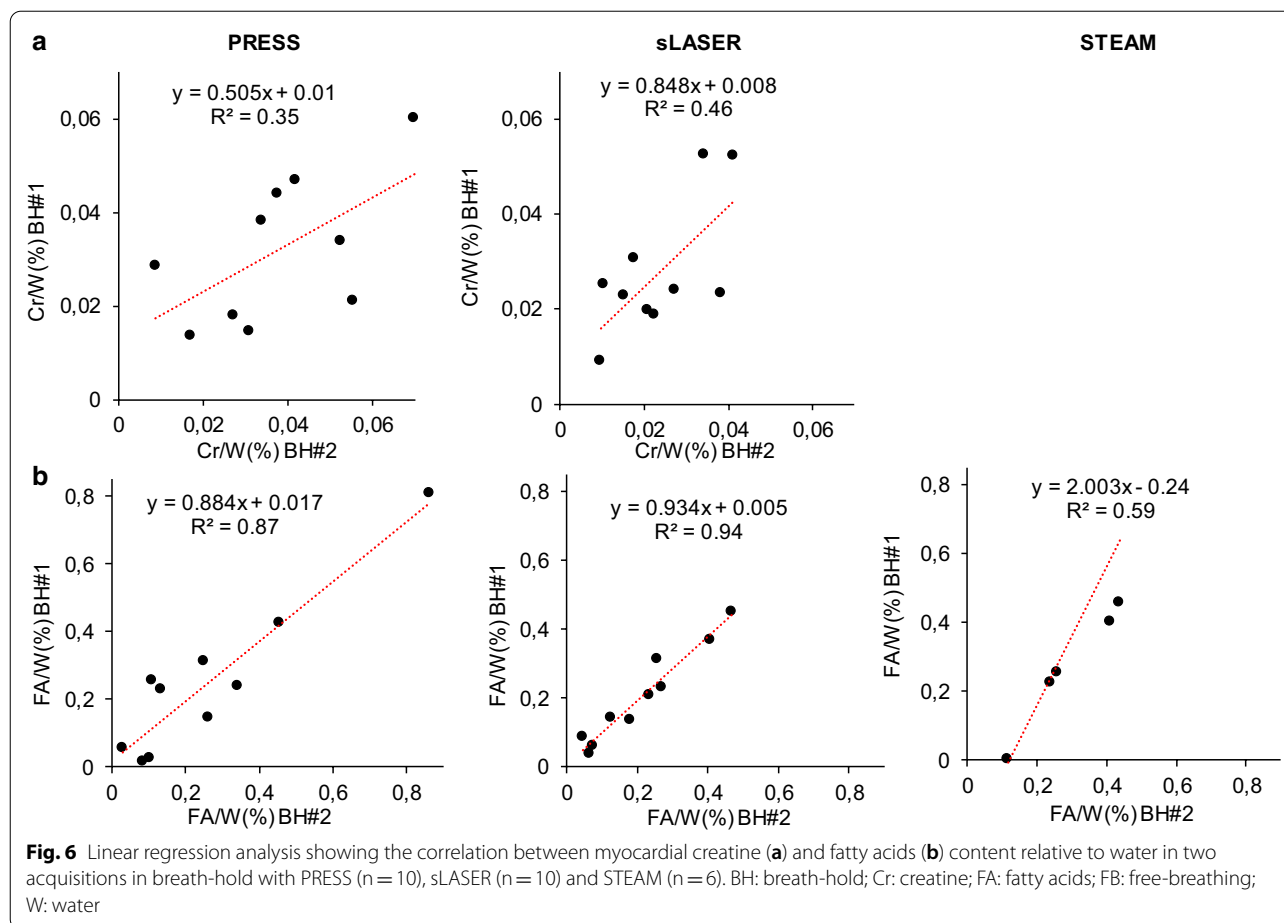 a
PRESS
sLASER
STEAM
y = 0.505x + 0.01
R² = 0.35
Cr/W(%) BH#1
0,06
0,04
0,02
0
0
0,02
0,04
0,06
Cr/W(%) BH#2
y = 0.848x + 0.008
R² = 0.46
Cr/W(%) BH#1
0,06
0,04
0,02
0
0
0,02
0,04
0,06
Cr/W(%) BH#2
b
y = 0.884x + 0.017
R² = 0.87
FA/W(%) BH#1
0,8
0,6
0,4
0,2
0
0
0,2
0,4
0,6
0,8
FA/W(%) BH#2
y = 0.934x + 0.005
R² = 0.94
FA/W(%) BH#1
0,8
0,6
0,4
0,2
0
0
0,2
0,4
0,6
0,8
FA/W(%) BH#2
y = 2.003x - 0.24
R² = 0.59
FA/W(%) BH#1
0,8
0,6
0,4
0,2
0
0
0,2
0,4
0,6
0,8
FA/W(%) BH#2
Fig. 6 Linear regression analysis showing the correlation between myocardial creatine (a) and fatty acids (b) content relative to water in two
acquisitions in breath-hold with PRESS (n = 10), sLASER (n = 10) and STEAM (n = 6). BH: breath-hold; Cr: creatine; FA: fatty acids; FB: free-breathing;
W: water